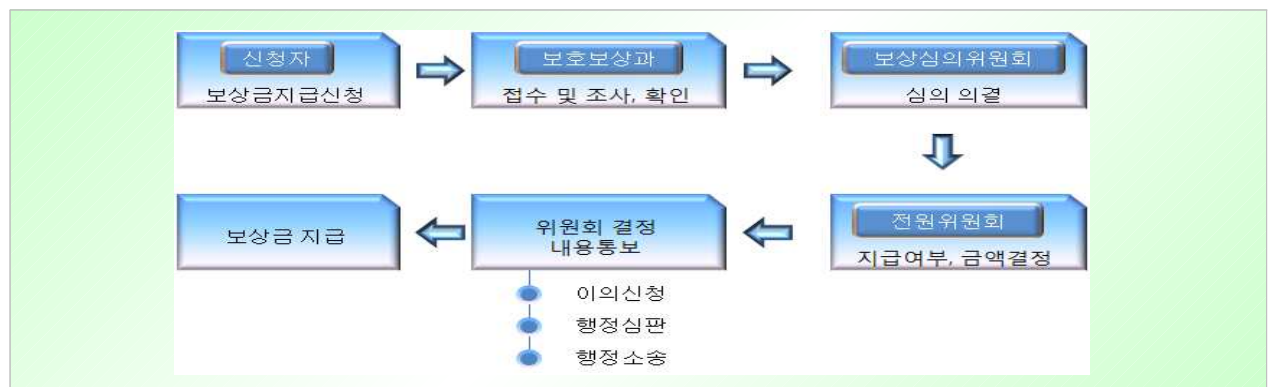 신청자
보상금지급신청
보호보상과
접수 및 조사, 확인
보상심의위원회
심의 의결
전원위원회
지급여부, 금액결정
위원회 결정
내용통보
이의신청
행정심판
행정소송
보상금 지급